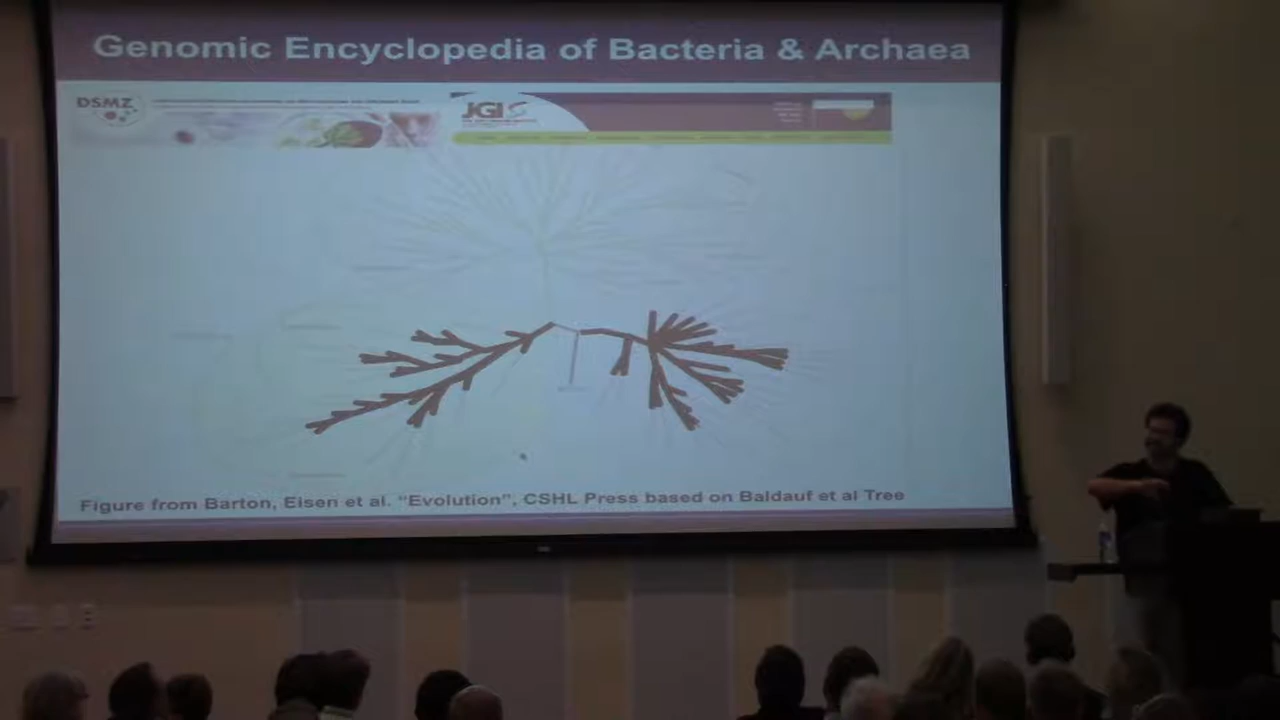 Genomic Encyclopedia of Bacteria & Archaea
DSMZ
JGI
Figure from Barton, Eisen et al. “Evolution”, CSHL Press based on Baldauf et al Tree